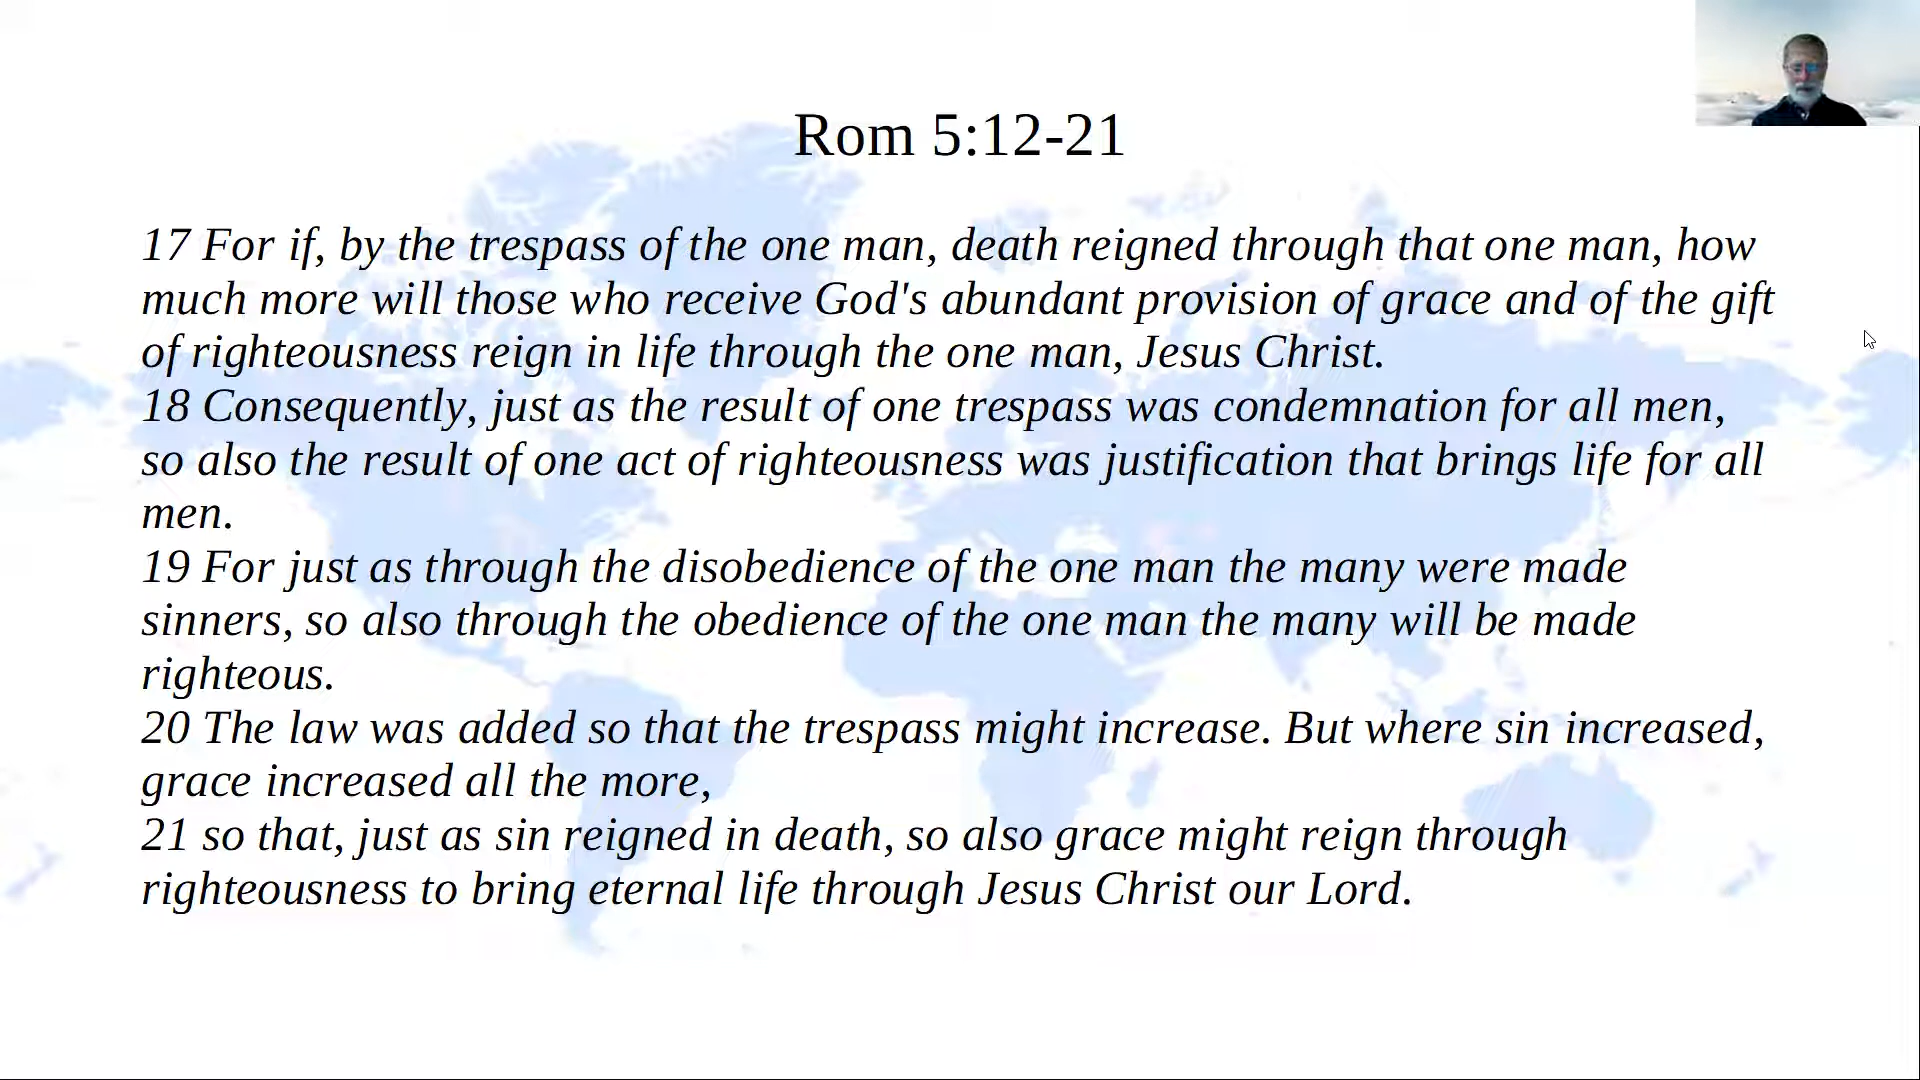 Rom 5:12-21
17 For if, by the trespass of the one man, death reigned through that one man, how
much more will those who receive God's abundant provision of grace and of the gift
of righteousness reign in life through the one man, Jesus Christ.
18 Consequently, just as the result of one trespass was condemnation for all men,
so also the result of one act of righteousness was justification that brings life for all
men.
19 For just as through the disobedience of the one man the many were made
sinners, so also through the obedience of the one man the many will be made
righteous.
20 The law was added so that the trespass might increase. But where sin increased,
grace increased all the more,
21 so that, just as sin reigned in death, so also grace might reign through
righteousness to bring eternal life through Jesus Christ our Lord.